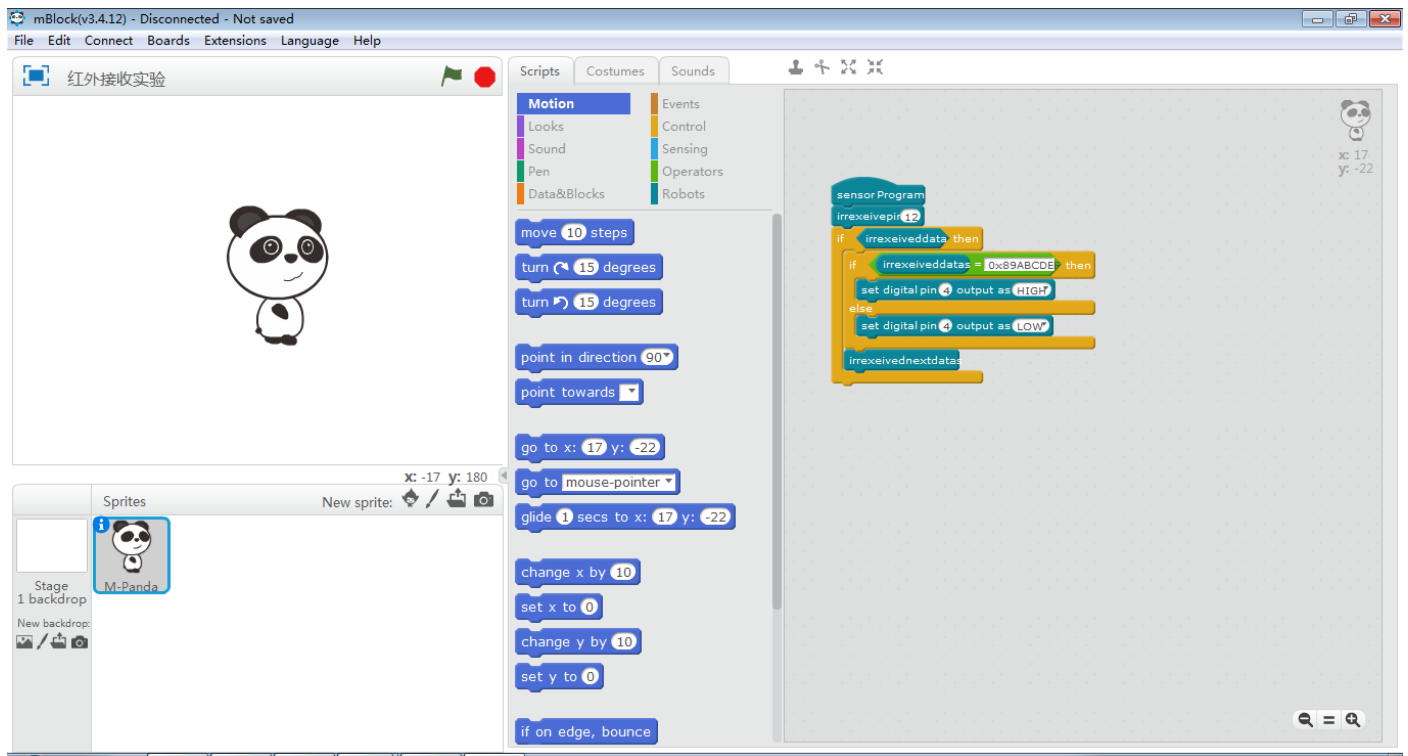 mBlock(v3.4.12) - Disconnected - Not saved
File Edit Connect Boards Extensions Language Help
红外接收实验
x: -17 y: 180
Sprites New sprite:
Stage
1 backdrop
New backdrop:
M-Panda
Scripts Costumes Sounds
Motion Events
Looks Control
Sound Sensing
Pen Operators
Data&Blocks Robots
move 10 steps
turn 15 degrees
turn 15 degrees
point in direction 90
point towards
go to x: 17 y: -22
go to mouse-pointer
glide 1 secs to x: 17 y: -22
change x by 10
set x to 0
change y by 10
set y to 0
if on edge, bounce
x: 17
y: -22
sensor Program
irrexeivepin 12
if irrexeiveddata then
if irrexeiveddatas = 0x89ABCDE then
set digital pin 4 output as HIGH
else
set digital pin 4 output as LOW
irrexeivednextdatas